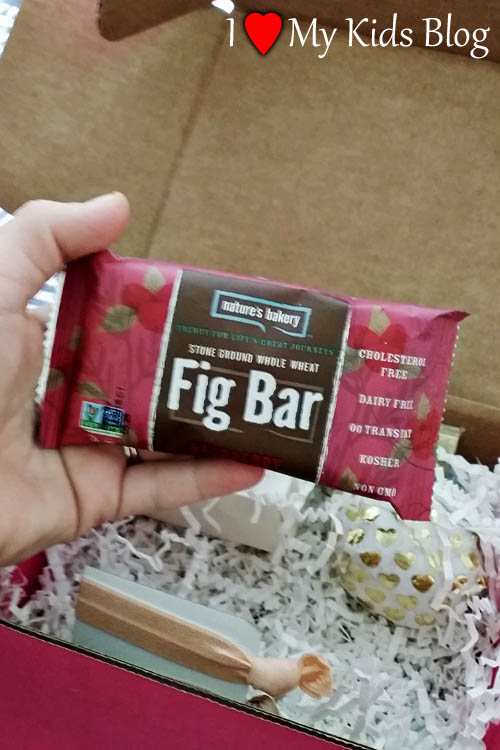 I ❤ My Kids Blog
nature's bakery
ENERGY FOR LIFE'S GREAT JOURNEYS
STONE GROUND WHOLE WHEAT
Fig Bar
CHOLESTEROL
FREE
DAIRY FREE
0G TRANS FAT
KOSHER
NON GMO